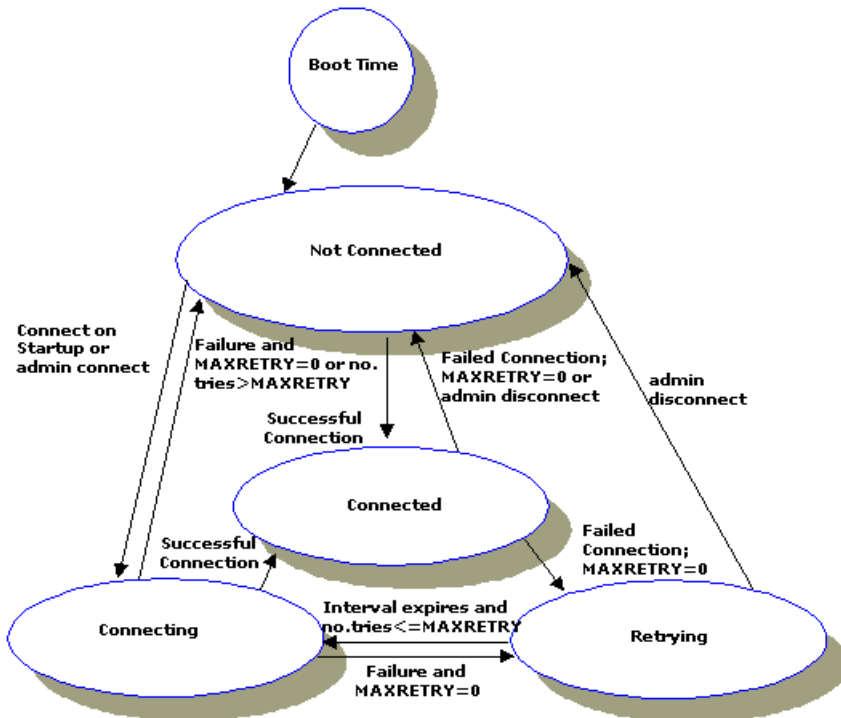 Boot Time
Not Connected
Connect on
Startup or
admin connect
Failure and
MAXRETRY=0 or no.
tries>MAXRETRY
Failed Connection;
MAXRETRY=0 or
admin disconnect
admin
disconnect
Successful
Connection
Connected
Successful
Connection
Failed
Connection;
MAXRETRY=0
Connecting
Interval expires and
no.tries<=MAXRETRY
Retrying
Failure and
MAXRETRY=0